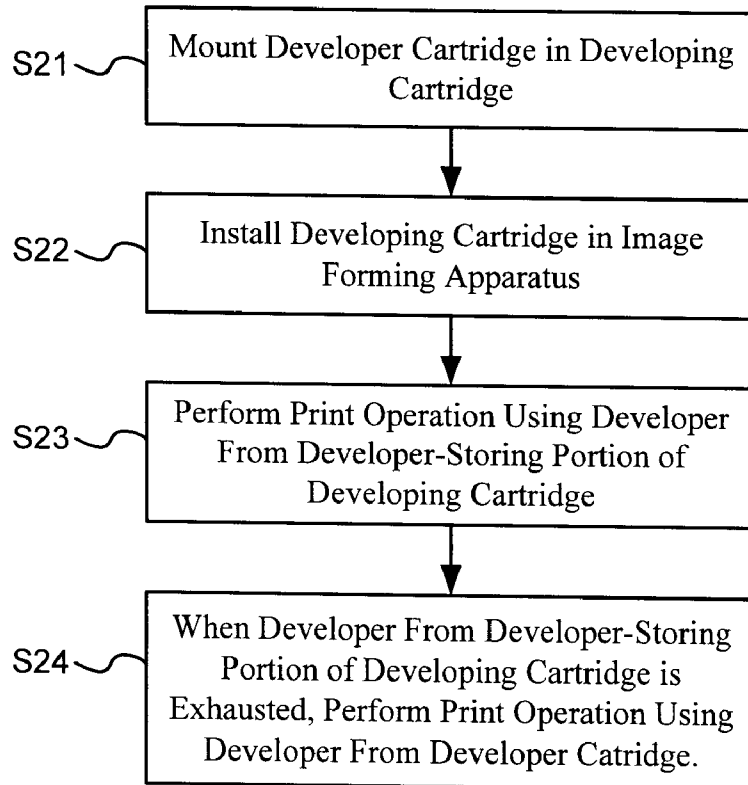 S21
Mount Developer Cartridge in Developing
Cartridge
S22
Install Developing Cartridge in Image
Forming Apparatus
S23
Perform Print Operation Using Developer
From Developer-Storing Portion of
Developing Cartridge
S24
When Developer From Developer-Storing
Portion of Developing Cartridge is
Exhausted, Perform Print Operation Using
Developer From Developer Catridge.